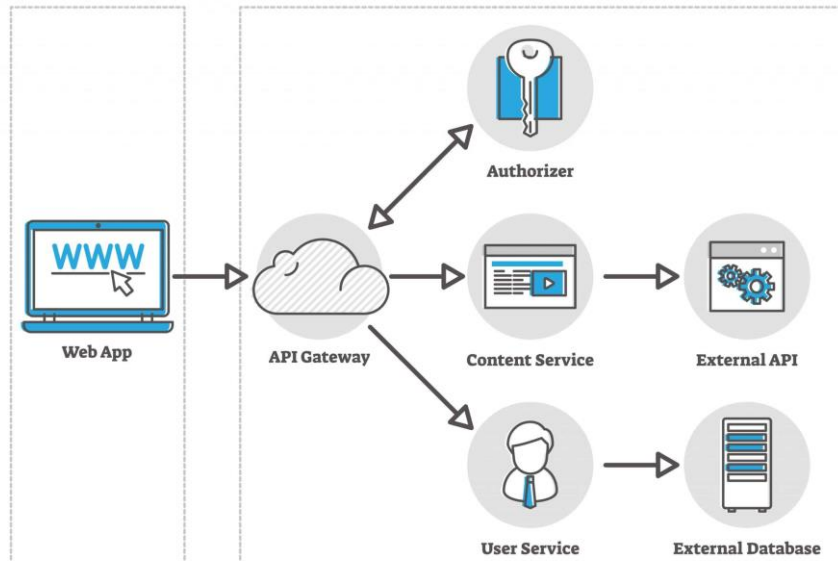 Authorizer
WWW
Web App
API Gateway
Content Service
External API
User Service
External Database